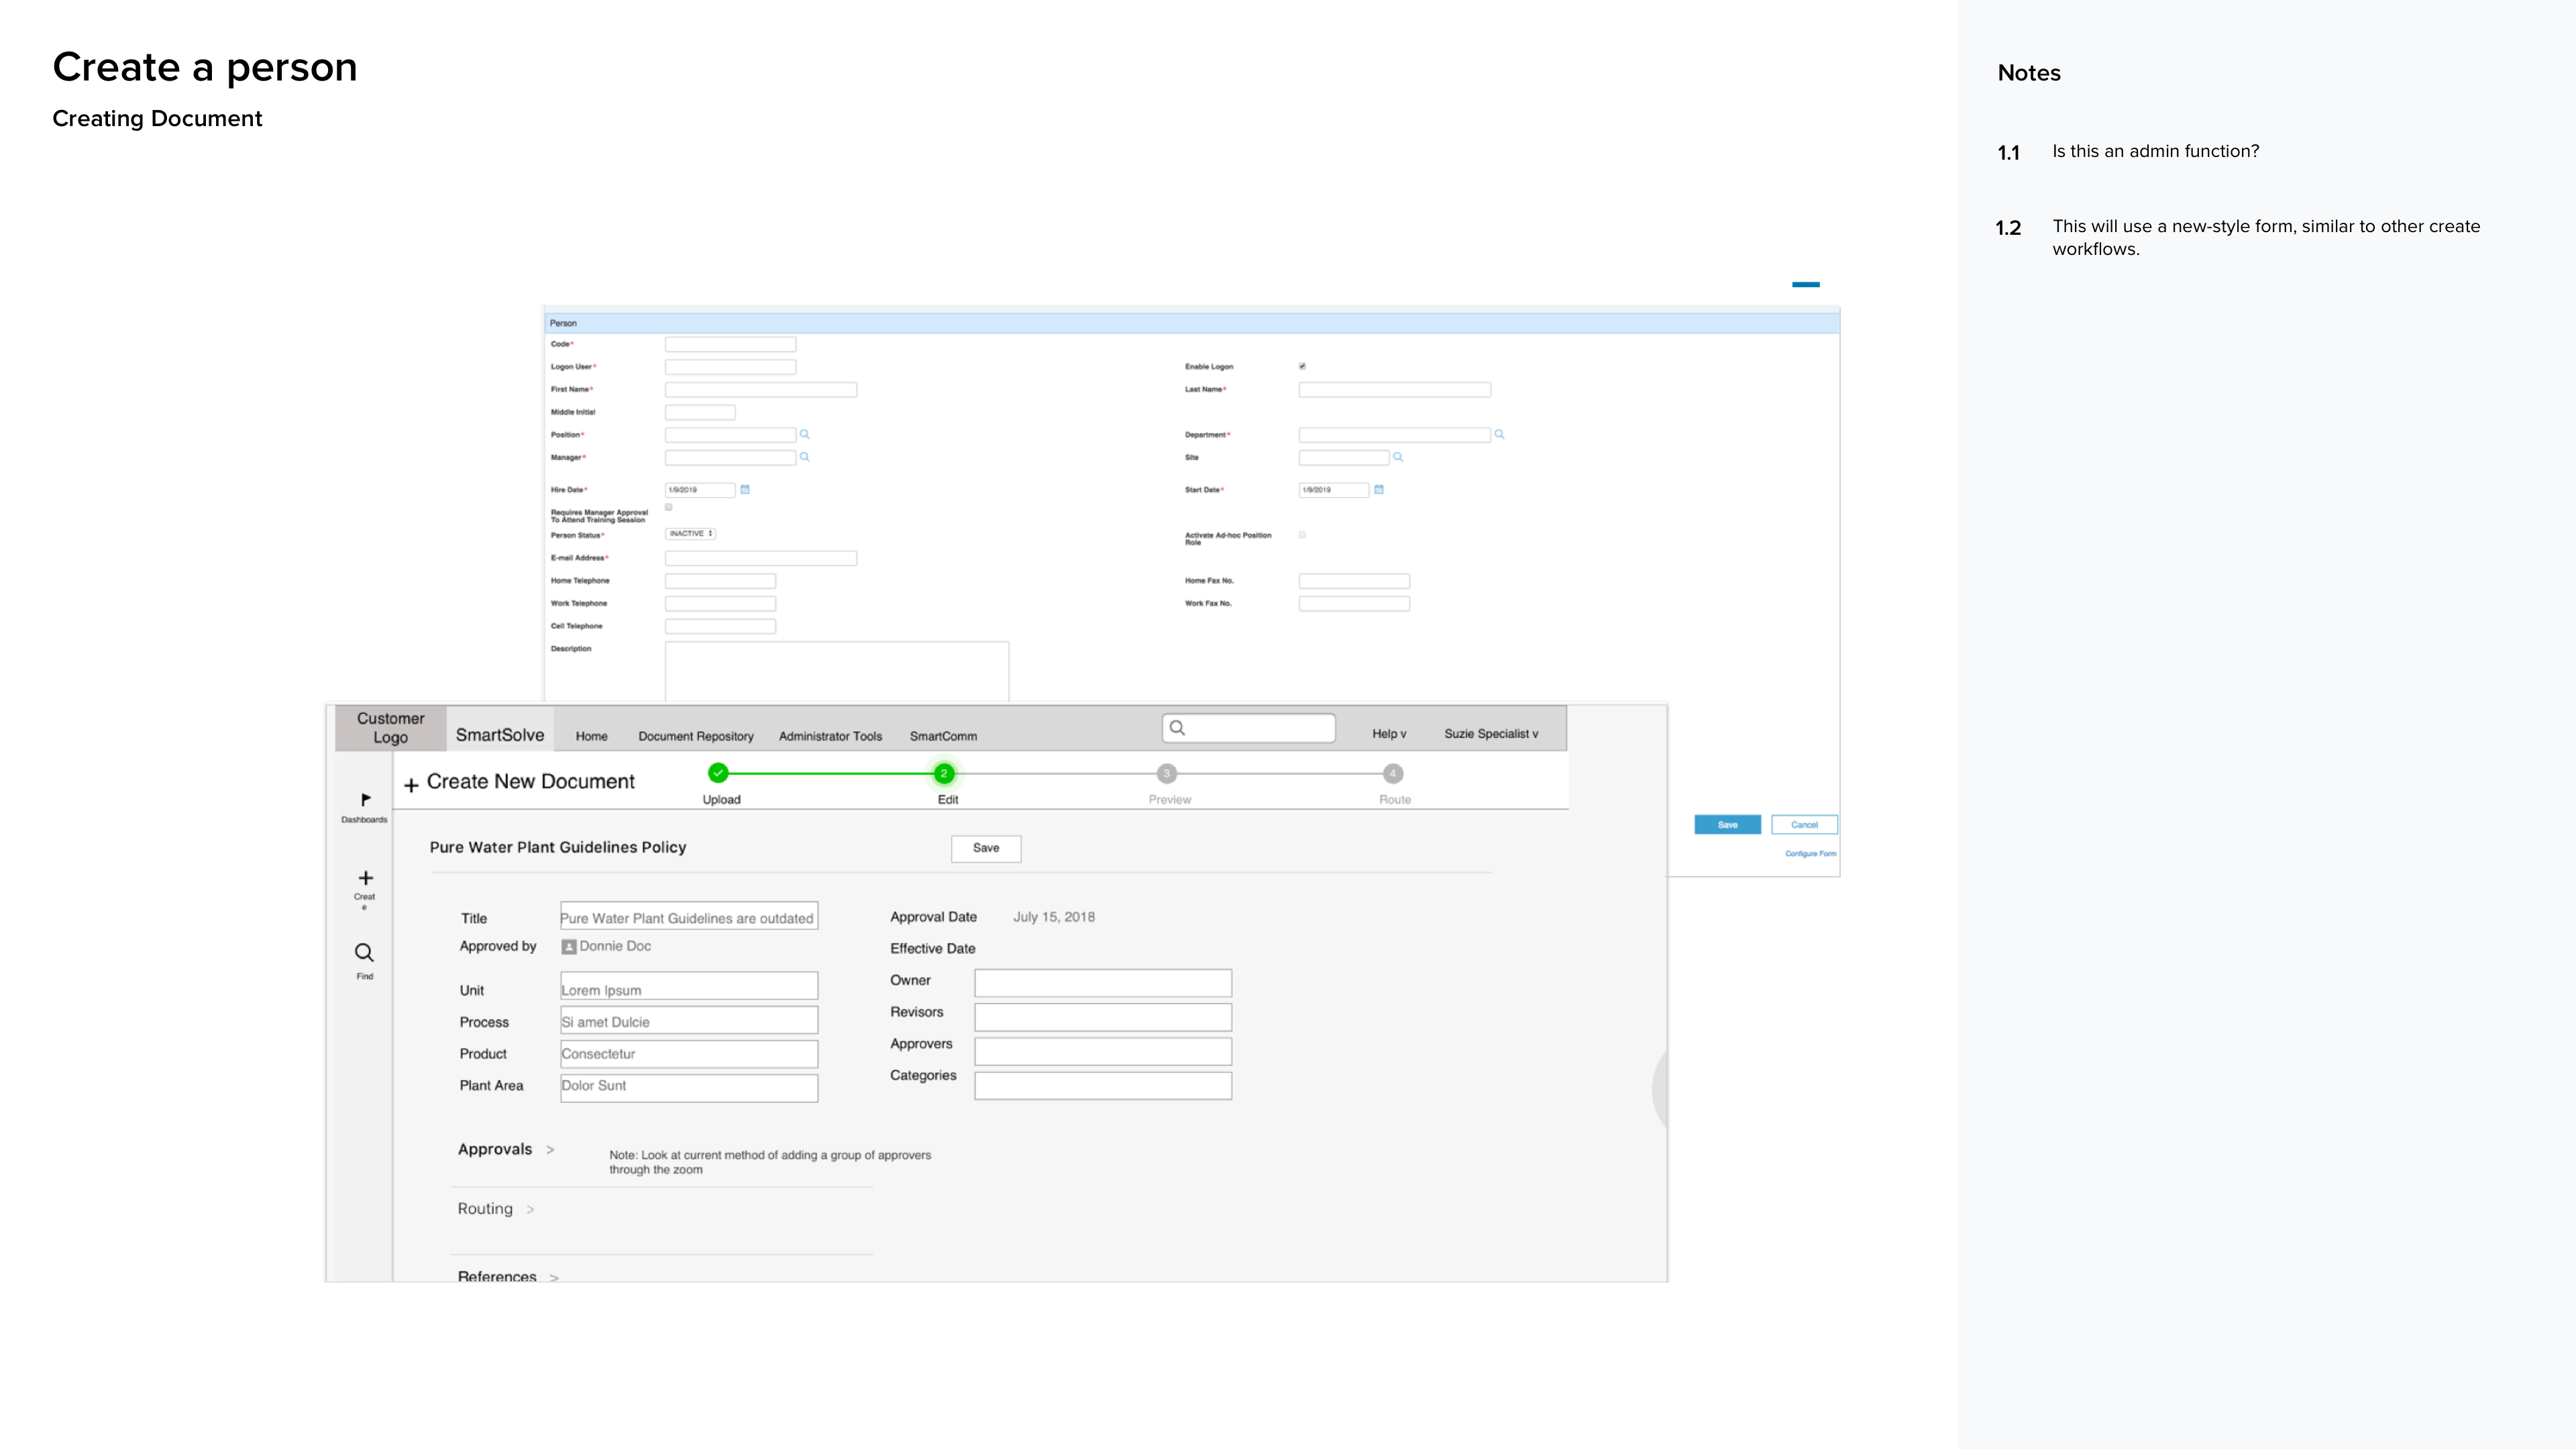 Create a person
Creating Document
Notes
1.1 Is this an admin function?
1.2 This will use a new-style form, similar to other create
workflows.
Person
Code*
Logon User* Enable Logon
First Name* Last Name*
Middle Initial
Position* Department*
Manager* Site
Hire Date* 1/9/2019 Start Date* 1/9/2019
Requires Manager Approval
To Attend Training Session
Person Status* INACTIVE Activate Ad-hoc Position
Role
E-mail Address*
Home Telephone Home Fax No.
Work Telephone Work Fax No.
Cell Telephone
Description
Save Cancel
Configure Form
Customer
Logo
SmartSolve Home Document Repository Administrator Tools SmartComm Help v Suzie Specialist v
+ Create New Document
2 3 4
Upload Edit Preview Route
Dashboards
Creat
e
Find
Pure Water Plant Guidelines Policy Save
Title Pure Water Plant Guidelines are outdated
Approved by Donnie Doc
Unit Lorem Ipsum
Process Si amet Dulcie
Product Consectetur
Plant Area Dolor Sunt
Approval Date July 15, 2018
Effective Date
Owner
Revisors
Approvers
Categories
Approvals >
Note: Look at current method of adding a group of approvers
through the zoom
Routing >
References >